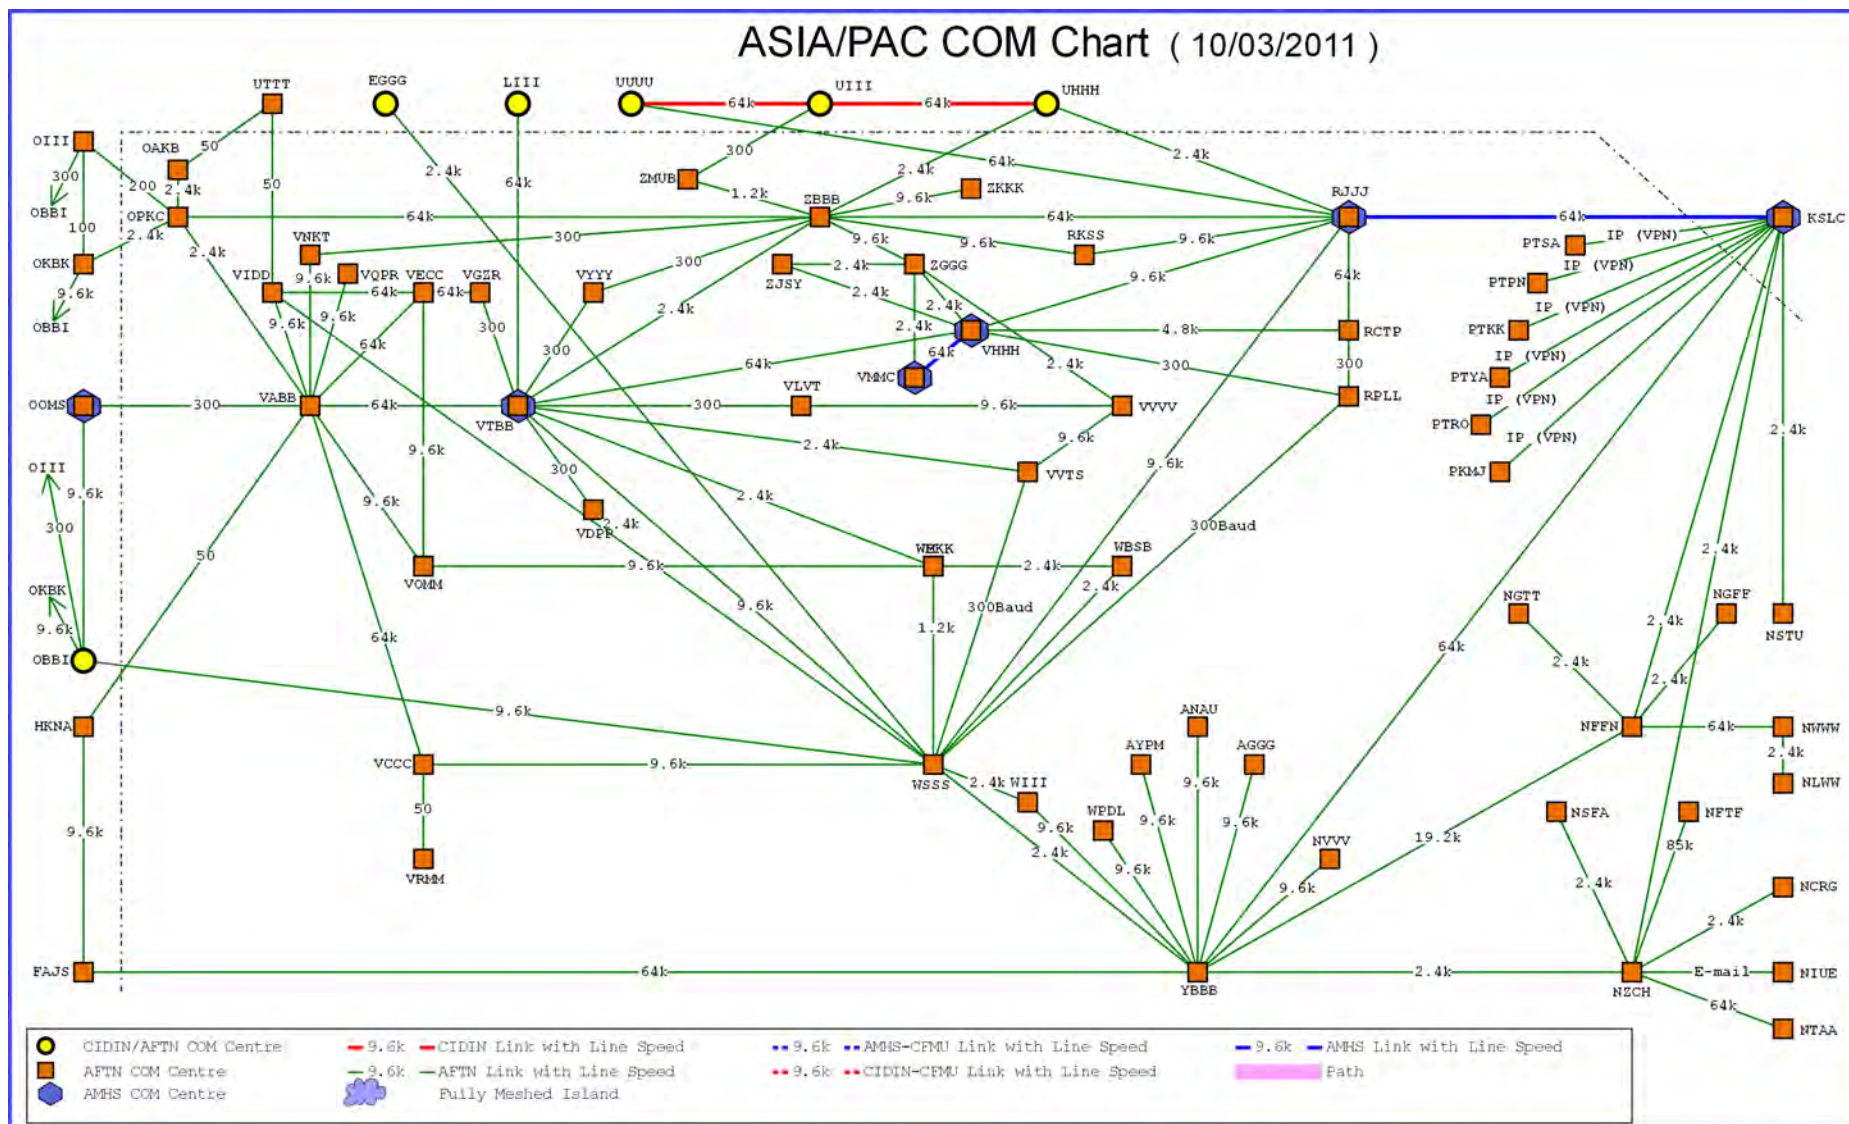 ASIA/PAC COM Chart ( 10/03/2011 )
UTTT EGGG LIII UUUU UIII UHHH
64k 64k
OIII OAKB 50 300 2.4k
300 200 2.4k 50 2.4k 64k ZMUB 1.2k 2.4k 9.6k ZKKK 64k RJJJ
OBBI OPKC 64k ZBBB 64k 64k KSLC
100 2.4k 2.4k VNKT 300 9.6k 9.6k RKSS 9.6k PTSA IP (VPN)
OKBK VIDD 9.6k VQPR VECC VGZR VYYY 300 ZJSY 2.4k ZGGG 64k PTPN IP (VPN)
9.6k 64k 64k 2.4k 2.4k 9.6k
OBBI 9.6k 9.6k 300 2.4k 2.4k 4.8k RCTP PTKK IP (VPN)
64k 300 64k 64k VHHH 2.4k 300 300 IP (VPN)
VMMC PTYA
OOMS 300 VABB 64k VTBB 300 VLVT 9.6k VVVV RPLL IP (VPN)
PTRO 2.4k
OIII 9.6k 2.4k 9.6k IP (VPN)
9.6k 300 VVTS 9.6k PKMJ
300 9.6k 2.4k
VDPP 2.4k 300Baud
50 WBSB 2.4k
OKBK VOMM 9.6k 2.4k 2.4k
9.6k 9.6k 300Baud NGTT NGFF
64k 1.2k 2.4k NSTU
OBBI 64k 2.4k 2.4k
9.6k ANAU
HKNA AYPM AGGG NFFN 64k NWWW
VCCC 9.6k 2.4k WIII 9.6k 2.4k
WSSS NLWW
50 WPDL NSFA NFTF
9.6k 9.6k 9.6k 9.6k NVVV 19.2k 85k
VRMM 2.4k 9.6k 9.6k 2.4k NCRG
2.4k
FAJS 64k YBBB 2.4k NZCH E-mail NIUE
64k NTAA
CIDIN/AFTN COM Centre 9.6k CIDIN Link with Line Speed 9.6k AMHS-CFMU Link with Line Speed 9.6k AMHS Link with Line Speed
AFTN COM Centre 9.6k AFTN Link with Line Speed 9.6k CIDIN-CFMU Link with Line Speed Path
AMHS COM Centre Fully Meshed Island